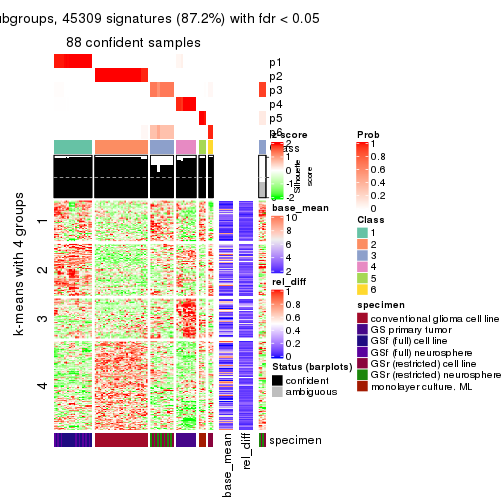 ubgroups, 45309 signatures (87.2%) with fdr < 0.05
88 confident samples
p1
p2
p3
p4
p5
Class
Silhouette
score
k-means with 4 groups
1
2
3
4
base_mean
rel_diff
specimen
z-score
2
1
0
-1
-2
base_mean
10
8
6
4
2
rel_diff
1
0.8
0.6
0.4
0.2
0
Status (barplots)
confident
ambiguous
Prob
1
0.8
0.6
0.4
0.2
0
Class
1
2
3
4
5
6
specimen
conventional glioma cell line
GS primary tumor
GSf (full) cell line
GSf (full) neurosphere
GSr (restricted) cell line
GSr (restricted) neurosphere
monolayer culture, ML